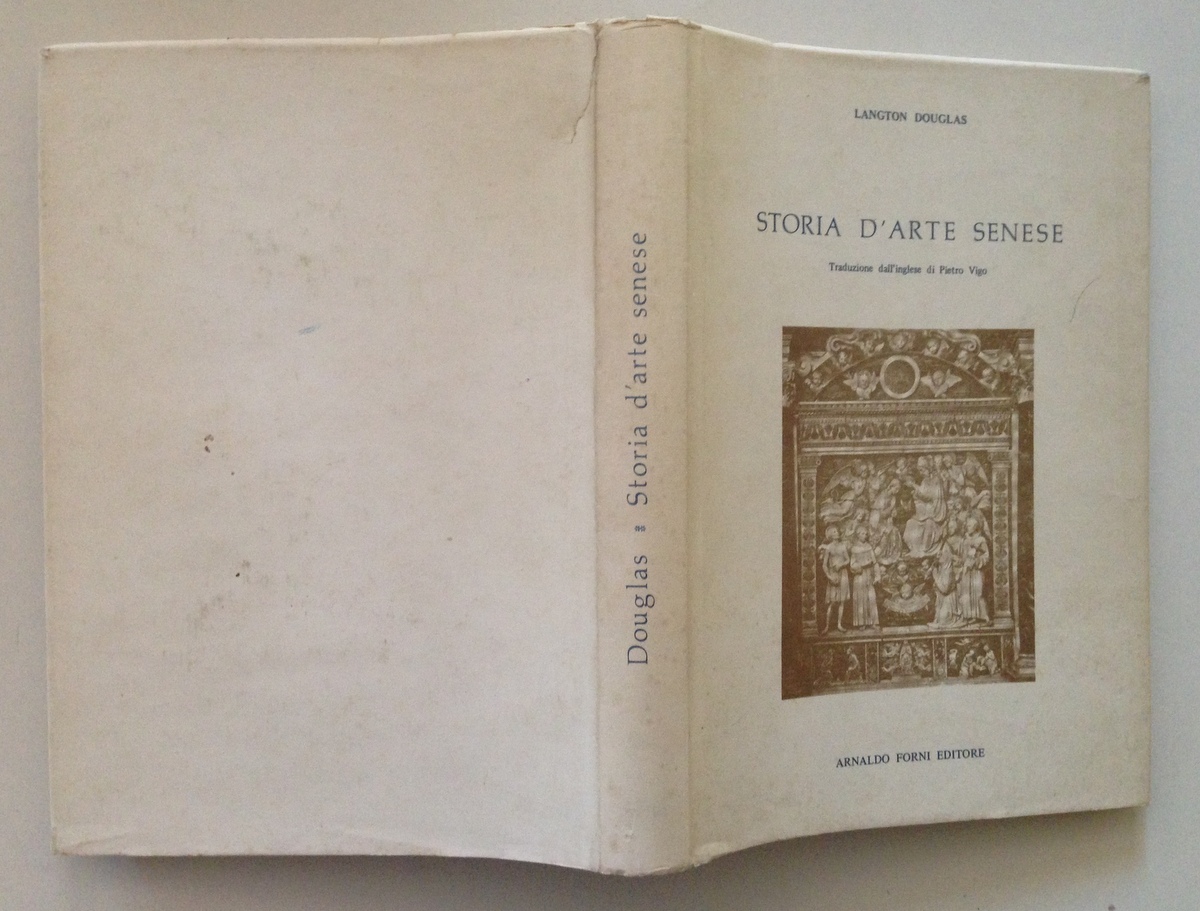 Douglas * Storia d'arte senese
LANGTON DOUGLAS
STORIA D'ARTE SENESE
Traduzione dall'inglese di Pietro Vigo
ARNALDO FORNI EDITORE